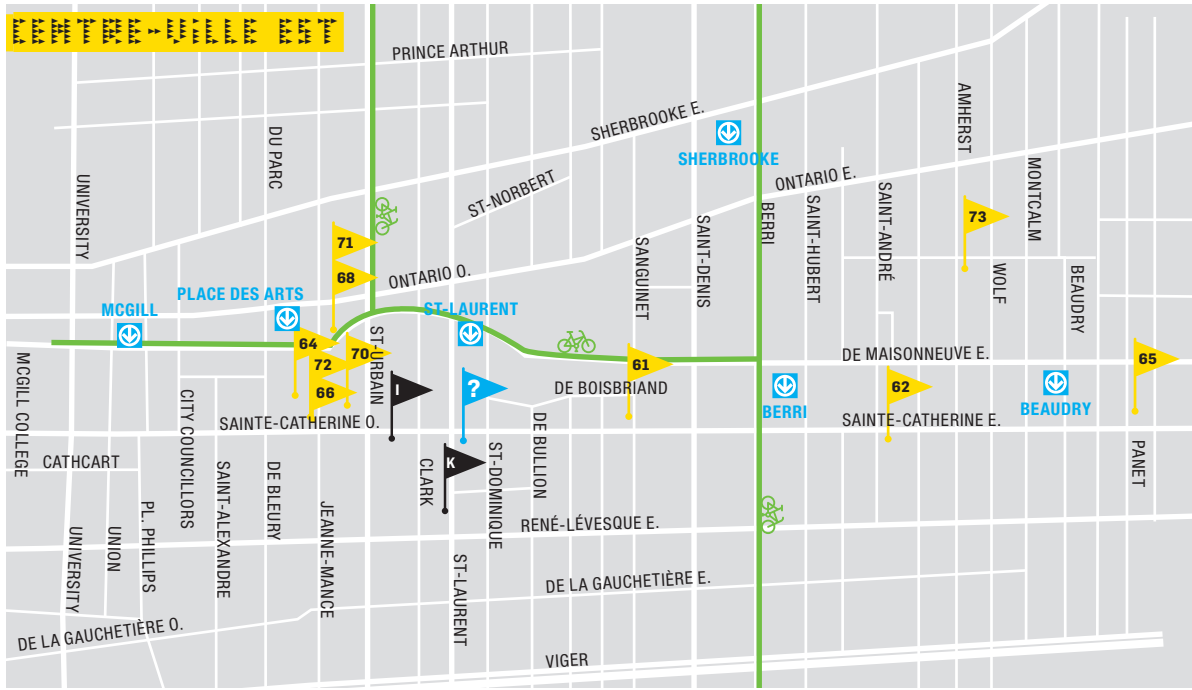 CENTRE-VILLE EST
PRINCE ARTHUR
SHERBROOKE E.
AMHERST
DU PARC
SHERBROOKE
ONTARIO E.
MONTCALM
UNIVERSITY
ST-NORBERT
SAINT-DENIS
BERRI
SAINT-HUBERT
SAINT-ANDRÉ
73
71
68
ONTARIO O.
SANGUINET
WOLF
BEAUDRY
PLACE DES ARTS
MCGILL
ST-LAURENT
64
72
70
66
ST-URBAIN
I
?
61
DE MAISONNEUVE E.
65
MCGILL COLLEGE
CITY COUNCILLORS
DE BOISBRIAND
62
BERRI
BEAUDRY
SAINTE-CATHERINE O.
SAINTE-CATHERINE E.
DE BULLION
CATHCART
K
CLARK
ST-DOMINIQUE
PANET
SAINT-ALEXANDRE
DE BLEURY
JEANNE-MANCE
PL. PHILLIPS
UNION
UNIVERSITY
RENÉ-LÉVESQUE E.
ST-LAURENT
DE LA GAUCHETIÈRE E.
DE LA GAUCHETIÈRE O.
VIGER